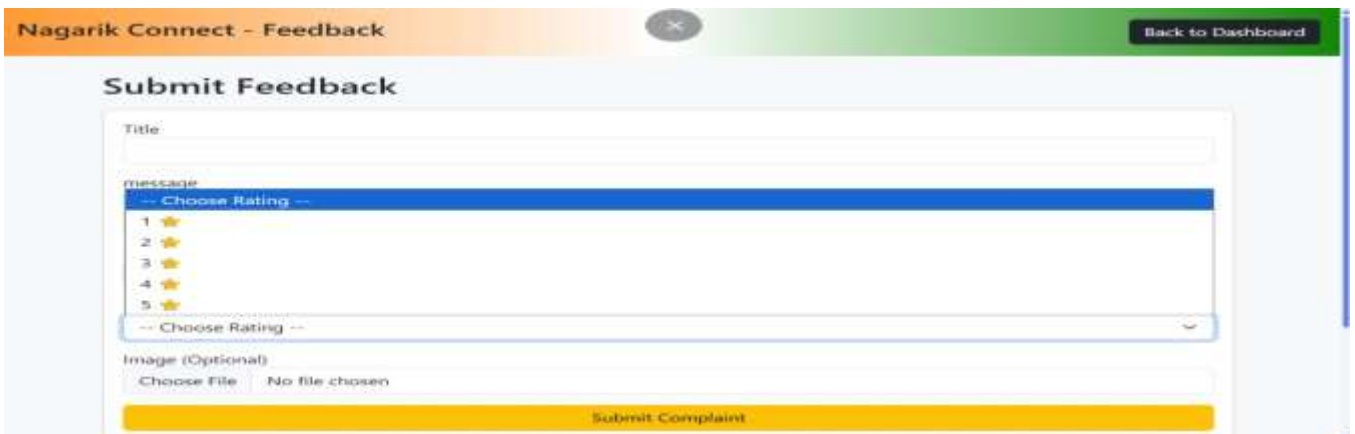 Nagarik Connect - Feedback
Back to Dashboard
Submit Feedback
Title
message
-- Choose Rating --
1 ⭐
2 ⭐
3 ⭐
4 ⭐
5 ⭐
-- Choose Rating --
Image (Optional)
Choose File No file chosen
Submit Complaint